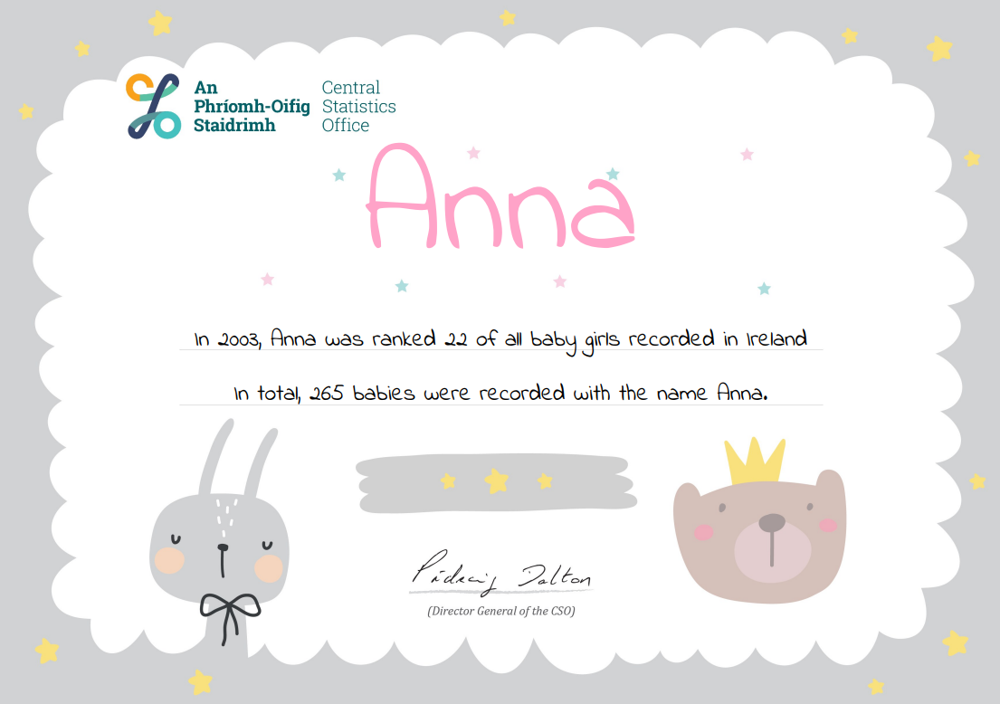 An
Phríomh-Oifig
Staidrimh
Central
Statistics
Office
Anna
In 2003, Anna was ranked 22 of all baby girls recorded in Ireland
In total, 265 babies were recorded with the name Anna.
Pádraig Dalton
(Director General of the CSO)